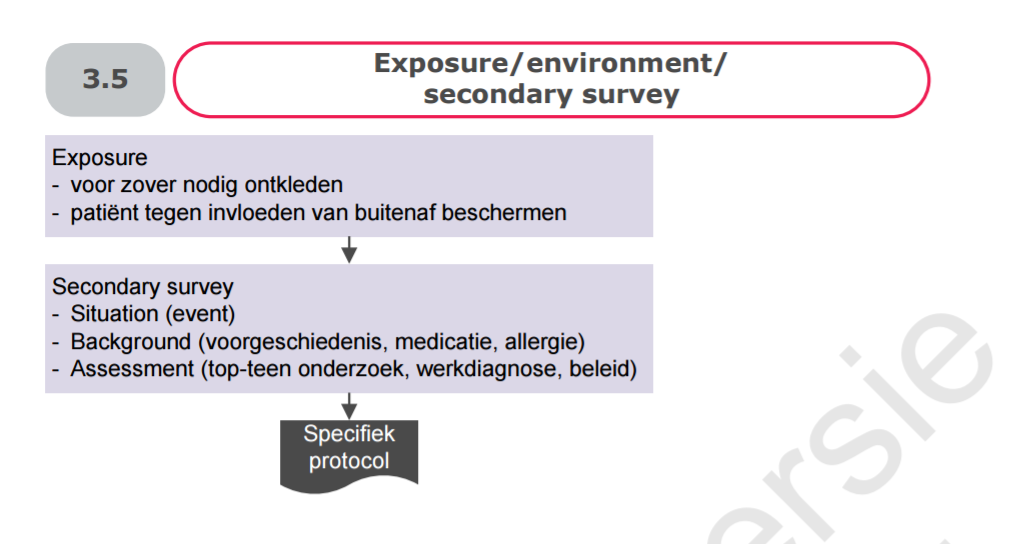 3.5
Exposure/environment/
secondary survey
Exposure
- voor zover nodig ontkleden
- patiënt tegen invloeden van buitenaf beschermen
Secondary survey
- Situation (event)
- Background (voorgeschiedenis, medicatie, allergie)
- Assessment (top-teen onderzoek, werkdiagnose, beleid)
Specifiek
protocol
ersie